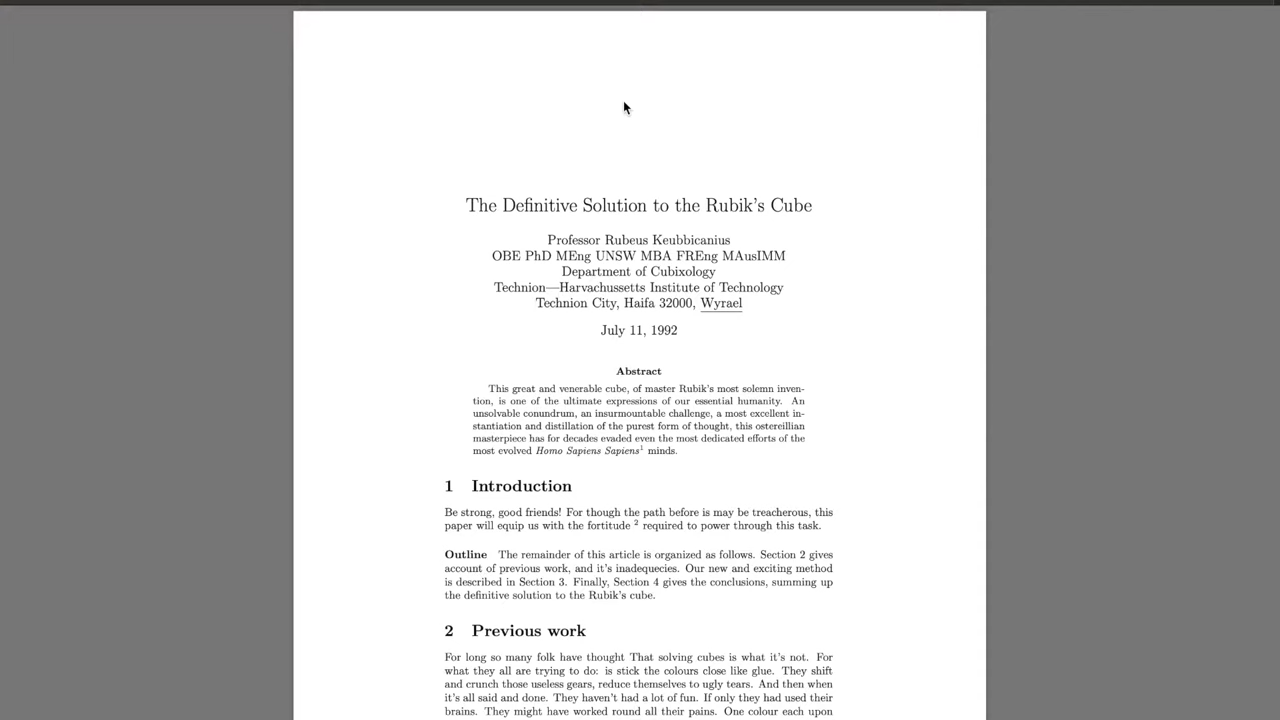 The Definitive Solution to the Rubik's Cube
Professor Rubeus Keubbicanius
OBE PhD MEng UNSW MBA FREng MAusIMM
Department of Cubixology
Technion—Harvachussetts Institute of Technology
Technion City, Haifa 32000, Wyrael
July 11, 1992
Abstract
This great and venerable cube, of master Rubik's most solemn inven-
tion, is one of the ultimate expressions of our essential humanity. An
unsolvable conundrum, an insurmountable challenge, a most excellent in-
stantiation and distillation of the purest form of thought, this ostereillian
masterpiece has for decades evaded even the most dedicated efforts of the
most evolved Homo Sapiens Sapiens¹ minds.
1 Introduction
Be strong, good friends! For though the path before is may be treacherous, this
paper will equip us with the fortitude ² required to power through this task.
Outline The remainder of this article is organized as follows. Section 2 gives
account of previous work, and it's inadequecies. Our new and exciting method
is described in Section 3. Finally, Section 4 gives the conclusions, summing up
the definitive solution to the Rubik's cube.
2 Previous work
For long so many folk have thought That solving cubes is what it's not. For
what they all are trying to do: is stick the colours close like glue. They shift
and crunch those useless gears, reduce themselves to ugly tears. And then when
it's all said and done. They haven't had a lot of fun. If only they had used their
brains. They might have worked round all their pains. One colour each upon